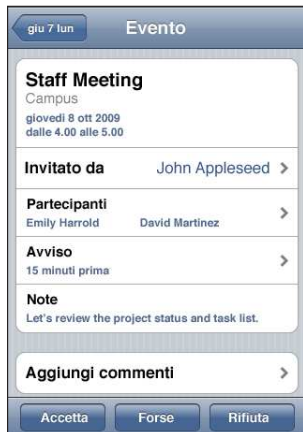 giu 7 lun
Evento
Staff Meeting
Campus
giovedì 8 ott 2009
dalle 4.00 alle 5.00
Invitato da John Appleseed
Partecipanti
Emily Harrold David Martinez
Avviso
15 minuti prima
Note
Let's review the project status and task list.
Aggiungi commenti
Accetta Forse Rifiuta